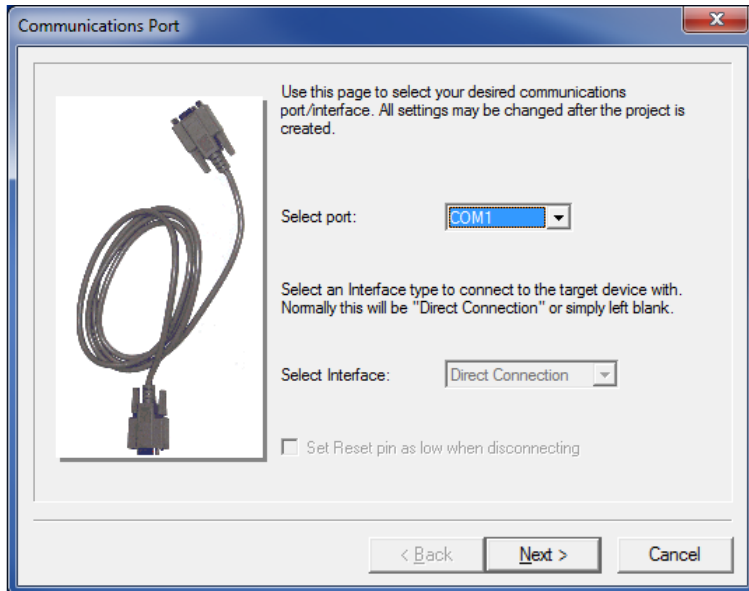 Communications Port
Use this page to select your desired communications
port/interface. All settings may be changed after the project is
created.
Select port:
COM1
Select an Interface type to connect to the target device with.
Normally this will be "Direct Connection" or simply left blank.
Select Interface:
Direct Connection
Set Reset pin as low when disconnecting
< Back
Next >
Cancel